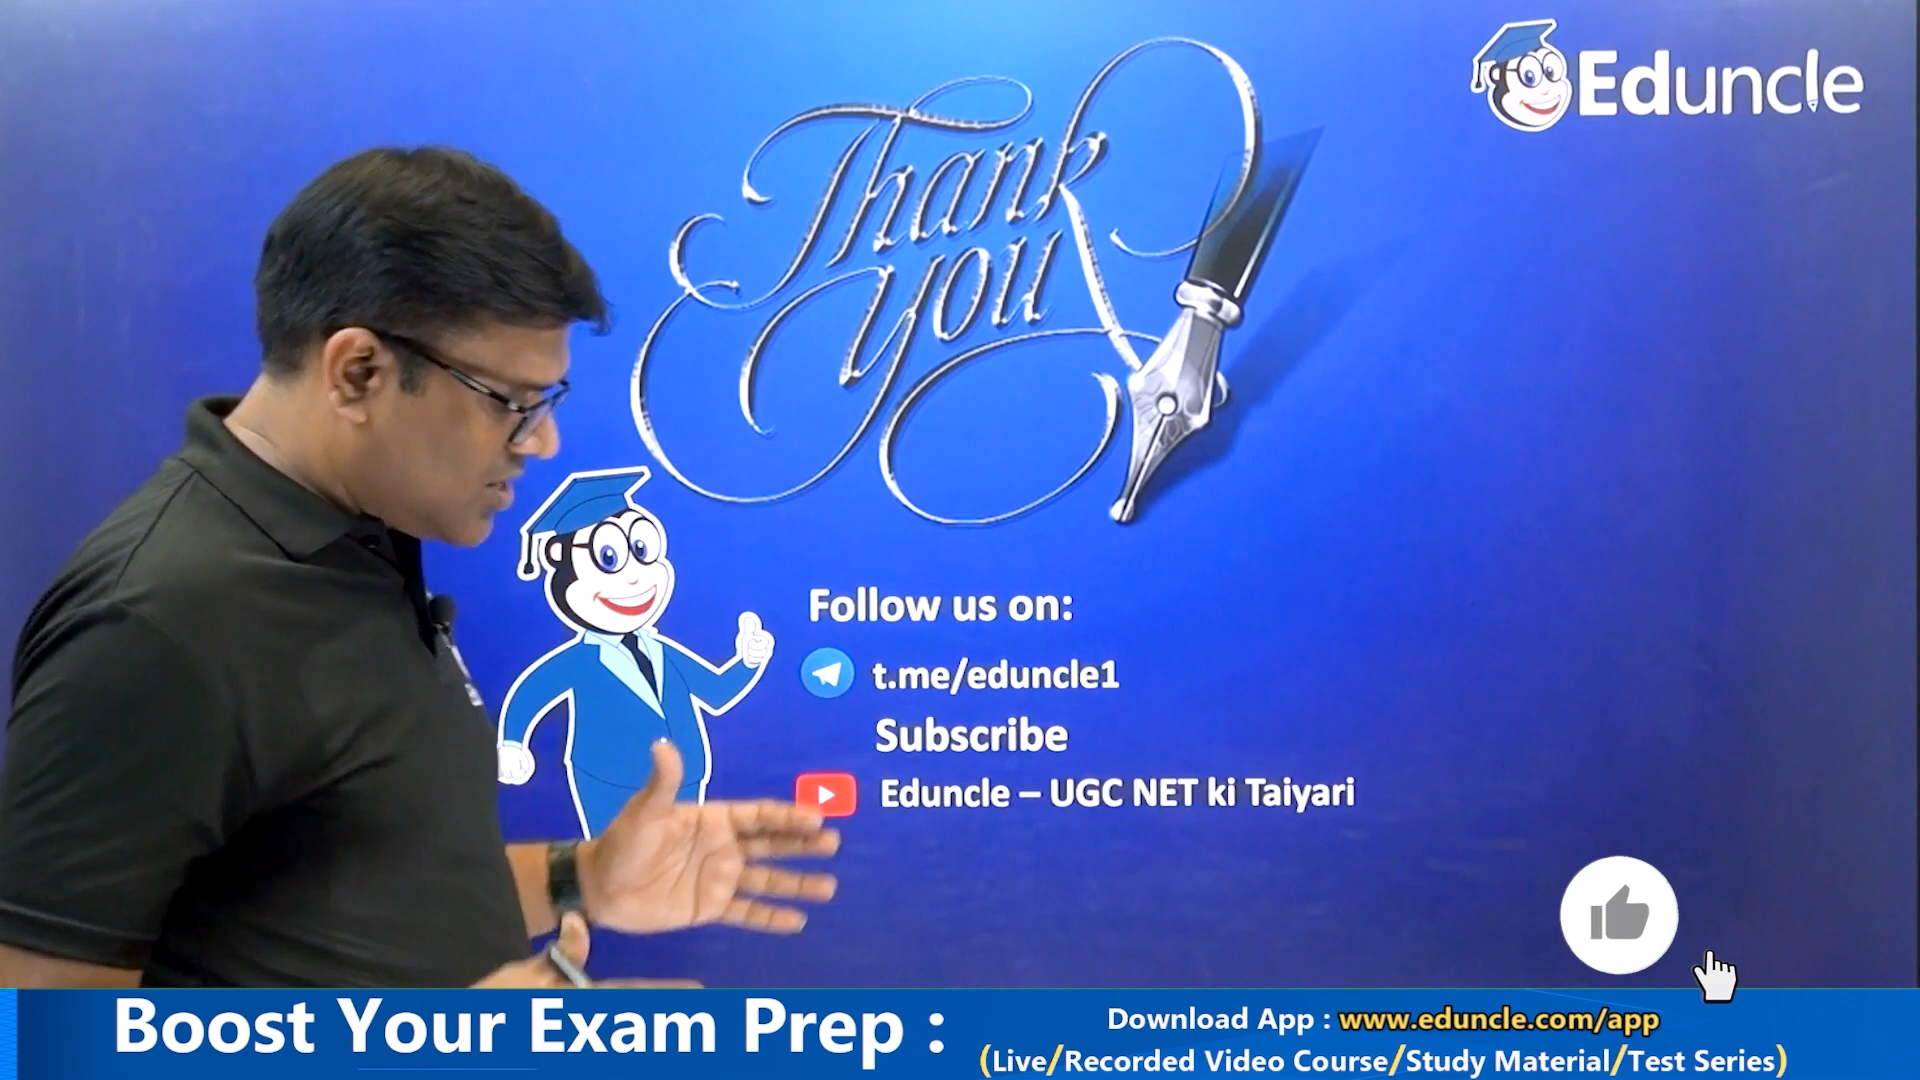 Eduncle
Thank
You
Follow us on:
t.me/eduncle1
Subscribe
Eduncle – UGC NET ki Taiyari
Boost Your Exam Prep :
Download App : www.eduncle.com/app
(Live/Recorded Video Course/Study Material/Test Series)